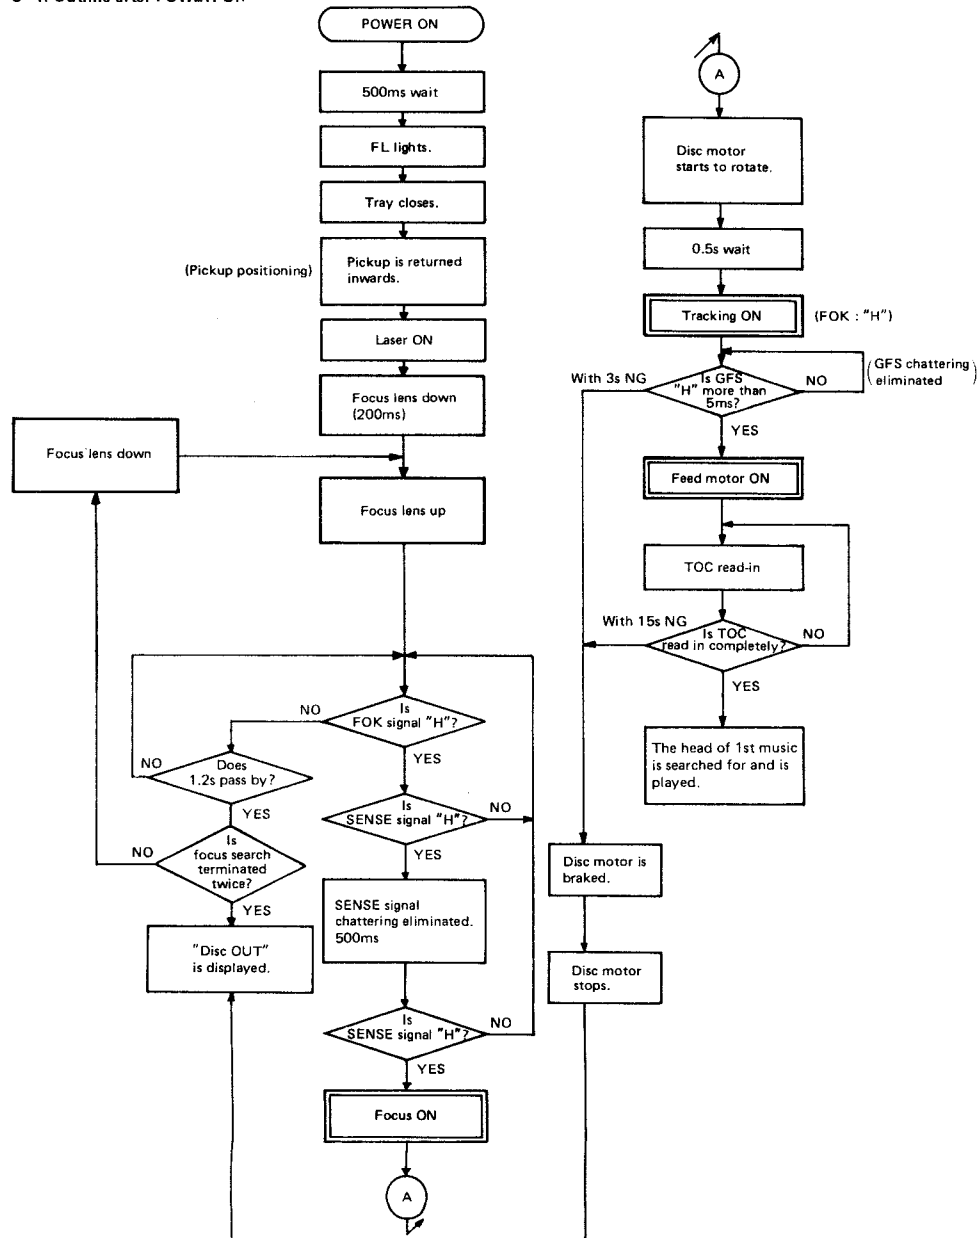 POWER ON
500ms wait
FL lights.
Tray closes.
(Pickup positioning)
Pickup is returned
inwards.
Laser ON
Focus lens down
(200ms)
Focus lens down
Focus lens up
Is
FOK signal "H"?
NO
YES
Does
1.2s pass by?
NO
YES
Is
focus search
terminated
twice?
NO
YES
"Disc OUT"
is displayed.
Is
SENSE signal "H"?
NO
YES
SENSE signal
chattering eliminated.
500ms
Is
SENSE signal "H"?
NO
YES
Focus ON
A
A
Disc motor
starts to rotate.
0.5s wait
Tracking ON
(FOK : "H")
With 3s NG
Is GFS
"H" more than
5ms?
NO
(GFS chattering
eliminated)
YES
Feed motor ON
TOC read-in
With 15s NG
Is TOC
read in completely?
NO
YES
The head of 1st music
is searched for and is
played.
Disc motor is
braked.
Disc motor
stops.